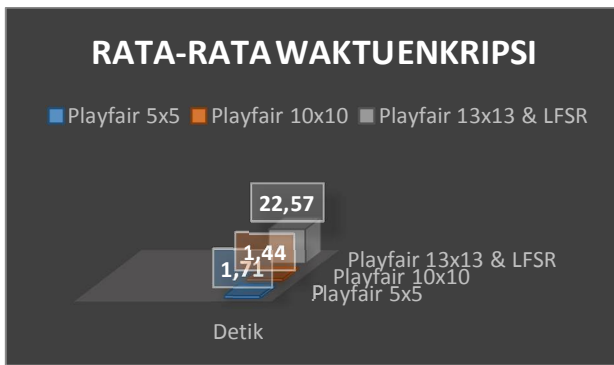 RATA-RATA WAKTU ENKRIPSI
Playfair 5x5 Playfair 10x10 Playfair 13x13 & LFSR
22,57
1,44
1,71
Playfair 13x13 & LFSR
Playfair 10x10
Playfair 5x5
Detik